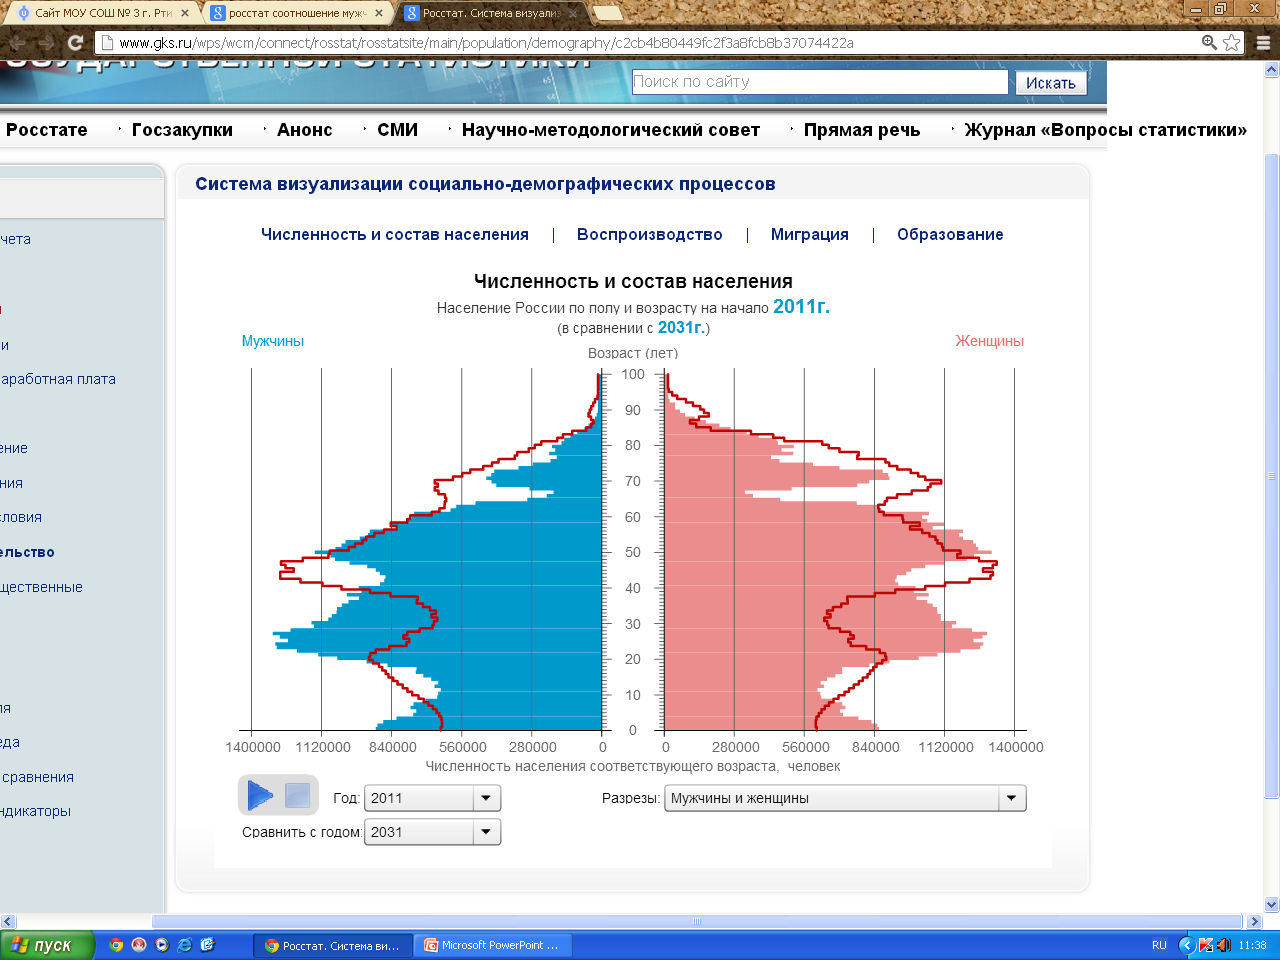 Сайт МОУ СОШ № 3 г. Рти
росстат соотношение муж
Росстат. Система визуализ
www.gks.ru/wps/wcm/connect/rosstat/rosstatsite/main/population/demography/c2cb4b80449fc2f3a8fcb8b37074422a
ОСУДАРСТВЕННОЙ СТАТИСТИКИ
Поиск по сайту
Искать
Росстате
Госзакупки
Анонс
СМИ
Научно-методологический совет
Прямая речь
Журнал «Вопросы статистики»
Система визуализации социально-демографических процессов
Численность и состав населения | Воспроизводство | Миграция | Образование
чета
и
аработная плата
ение
ния
словия
ельство
щественные
ля
еда
сравнения
ндикаторы
Численность и состав населения
Население России по полу и возрасту на начало 2011г.
(в сравнении с 2031г.)
Мужчины
Женщины
Возраст (лет)
100
90
80
70
60
50
40
30
20
10
0
1400000 1120000 840000 560000 280000 0
0 280000 560000 840000 1120000 1400000
Численность населения соответствующего возраста, человек
Год: 2011
Разрезы: Мужчины и женщины
Сравнить с годом: 2031
пуск
Росстат. Система ви...
Microsoft PowerPoint ...
RU
11:38